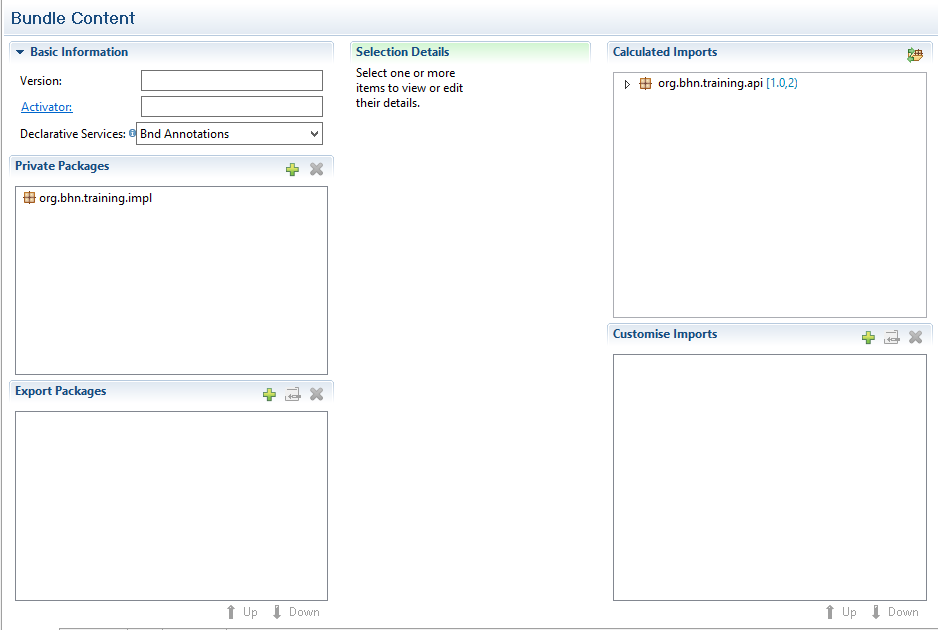 Bundle Content
Basic Information
Version:
Activator:
Declarative Services:
Bnd Annotations
Private Packages
org.bhn.training.impl
Export Packages
Up
Down
Selection Details
Select one or more
items to view or edit
their details.
Calculated Imports
org.bhn.training.api [1.0,2)
Customise Imports
Up
Down